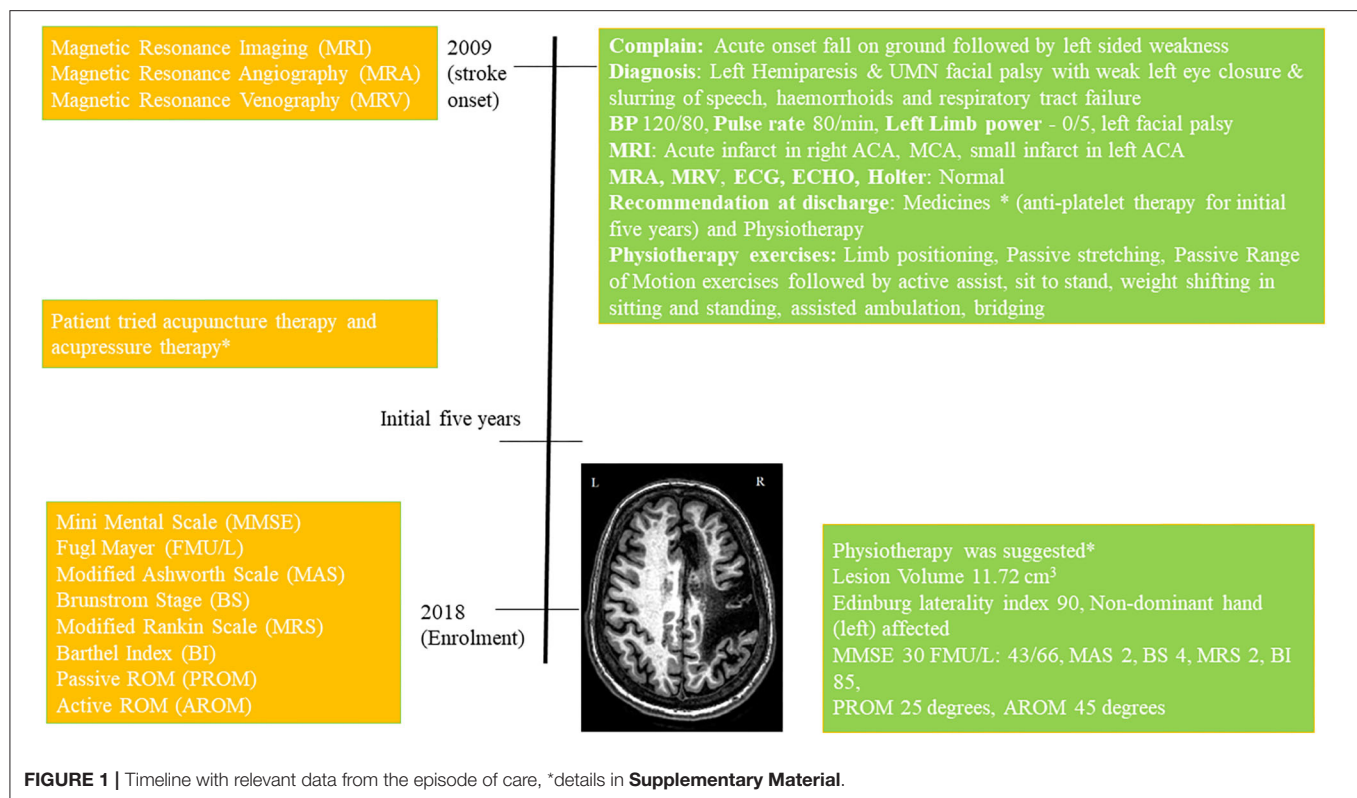 Magnetic Resonance Imaging (MRI)
Magnetic Resonance Angiography (MRA)
Magnetic Resonance Venography (MRV)
2009
(stroke
onset)
Complain: Acute onset fall on ground followed by left sided weakness
Diagnosis: Left Hemiparesis & UMN facial palsy with weak left eye closure &
slurring of speech, haemorrhoids and respiratory tract failure
BP 120/80, Pulse rate 80/min, Left Limb power - 0/5, left facial palsy
MRI: Acute infarct in right ACA, MCA, small infarct in left ACA
MRA, MRV, ECG, ECHO, Holter: Normal
Recommendation at discharge: Medicines * (anti-platelet therapy for initial
five years) and Physiotherapy
Physiotherapy exercises: Limb positioning, Passive stretching, Passive Range
of Motion exercises followed by active assist, sit to stand, weight shifting in
sitting and standing, assisted ambulation, bridging
Patient tried acupuncture therapy and
acupressure therapy*
Initial five years
Mini Mental Scale (MMSE)
Fugl Mayer (FMU/L)
Modified Ashworth Scale (MAS)
Brunstrom Stage (BS)
Modified Rankin Scale (MRS)
Barthel Index (BI)
Passive ROM (PROM)
Active ROM (AROM)
2018
(Enrolment)
L R
Physiotherapy was suggested*
Lesion Volume 11.72 cm³
Edinburg laterality index 90, Non-dominant hand
(left) affected
MMSE 30 FMU/L: 43/66, MAS 2, BS 4, MRS 2, BI
85,
PROM 25 degrees, AROM 45 degrees
FIGURE 1 | Timeline with relevant data from the episode of care, *details in Supplementary Material.